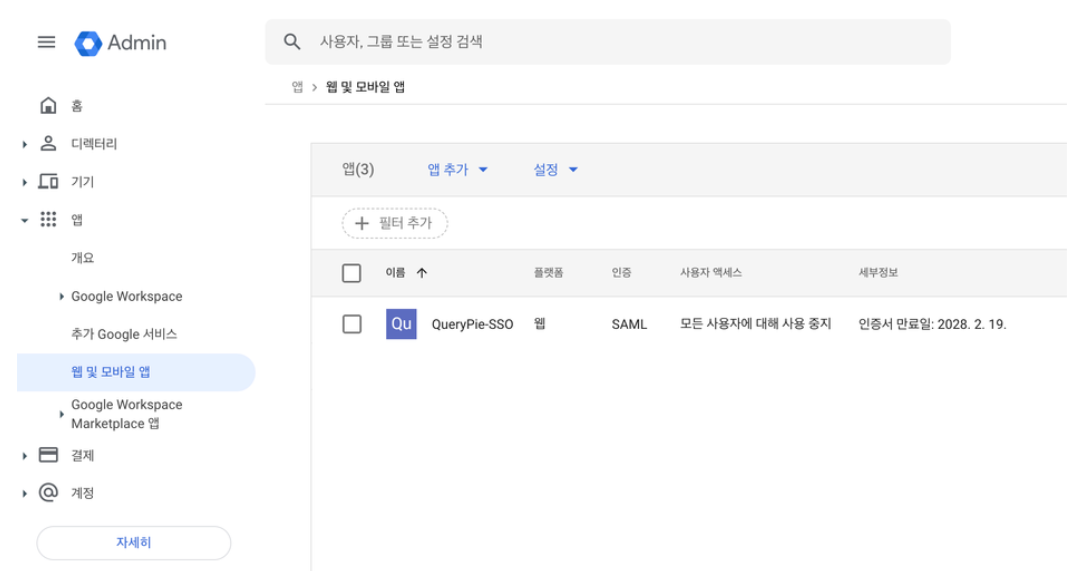 Admin
사용자, 그룹 또는 설정 검색
앱 > 웹 및 모바일 앱
홈
디렉터리
기기
앱
개요
Google Workspace
추가 Google 서비스
웹 및 모바일 앱
Google Workspace
Marketplace 앱
결제
계정
자세히
앱(3) 앱 추가 설정
+ 필터 추가
이름 플랫폼 인증 사용자 액세스 세부정보
Qu QueryPie-SSO 웹 SAML 모든 사용자에 대해 사용 중지 인증서 만료일: 2028. 2. 19.